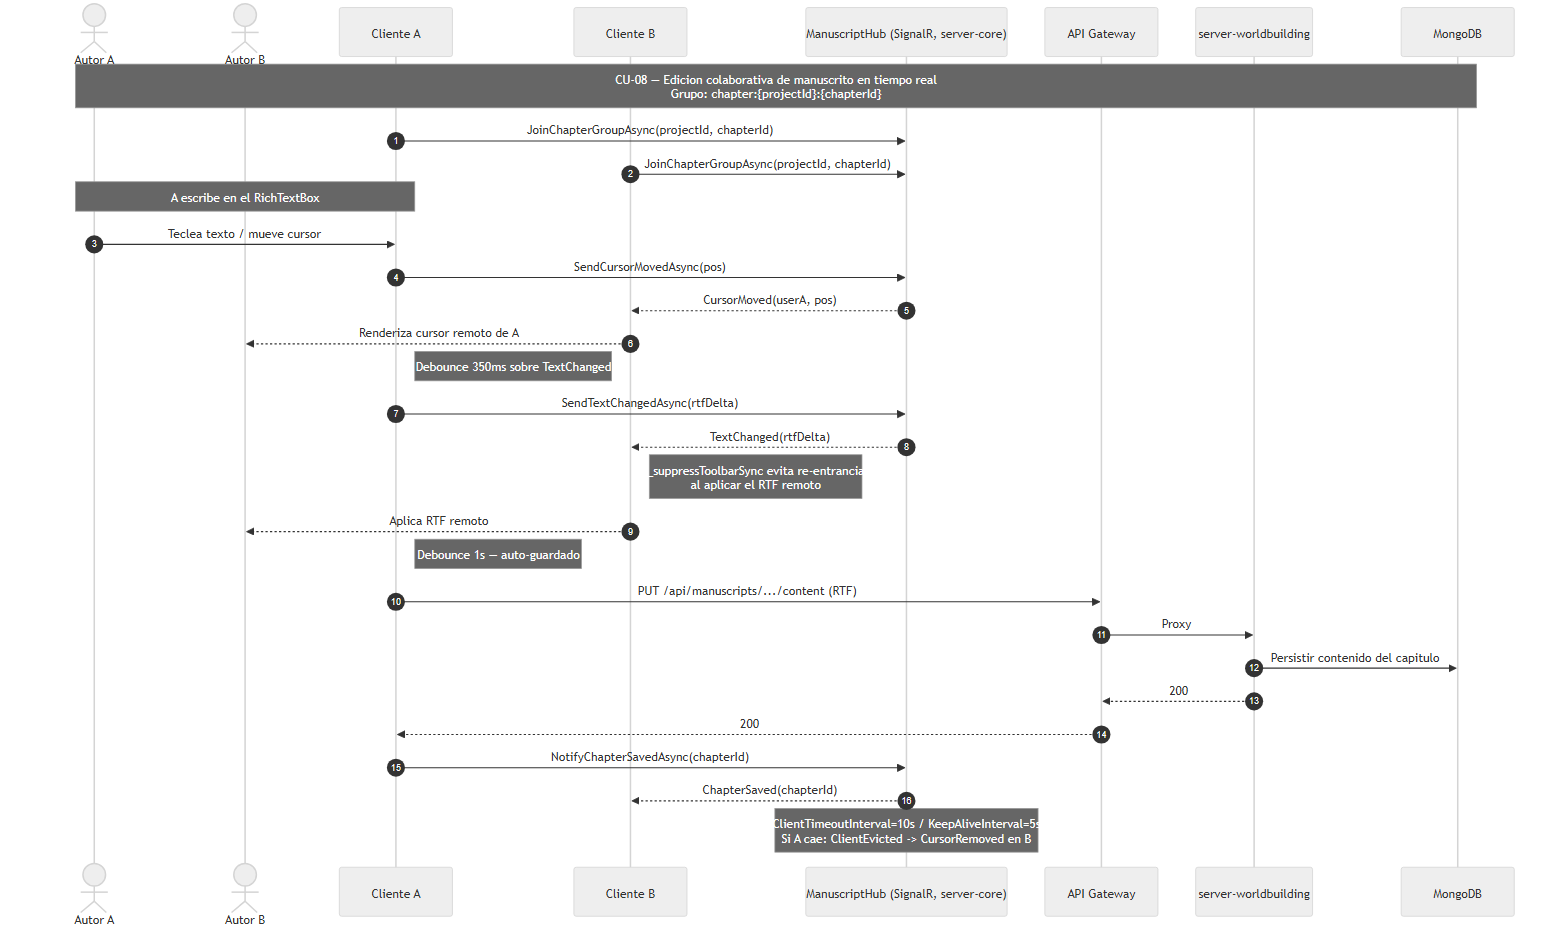 Autor A
Autor B
Cliente A
Cliente B
ManuscriptHub (SignalR, server-core)
API Gateway
server-worldbuilding
MongoDB
CU-08 — Edicion colaborativa de manuscrito en tiempo real
Grupo: chapter:{projectId}:{chapterId}
1
JoinChapterGroupAsync(projectId, chapterId)
2
JoinChapterGroupAsync(projectId, chapterId)
A escribe en el RichTextBox
3
Teclea texto / mueve cursor
4
SendCursorMovedAsync(pos)
CursorMoved(userA, pos)
5
Renderiza cursor remoto de A
6
Debounce 350ms sobre TextChanged
7
SendTextChangedAsync(rtfDelta)
TextChanged(rtfDelta)
8
_suppressToolbarSync evita re-entrancia
al aplicar el RTF remoto
Aplica RTF remoto
9
Debounce 1s — auto-guardado
10
PUT /api/manuscripts/.../content (RTF)
11
Proxy
12
Persistir contenido del capitulo
200
13
200
14
15
NotifyChapterSavedAsync(chapterId)
ChapterSaved(chapterId)
16
ClientTimeoutInterval=10s / KeepAliveInterval=5s
Si A cae: ClientEvicted -> CursorRemoved en B
Autor A
Autor B
Cliente A
Cliente B
ManuscriptHub (SignalR, server-core)
API Gateway
server-worldbuilding
MongoDB